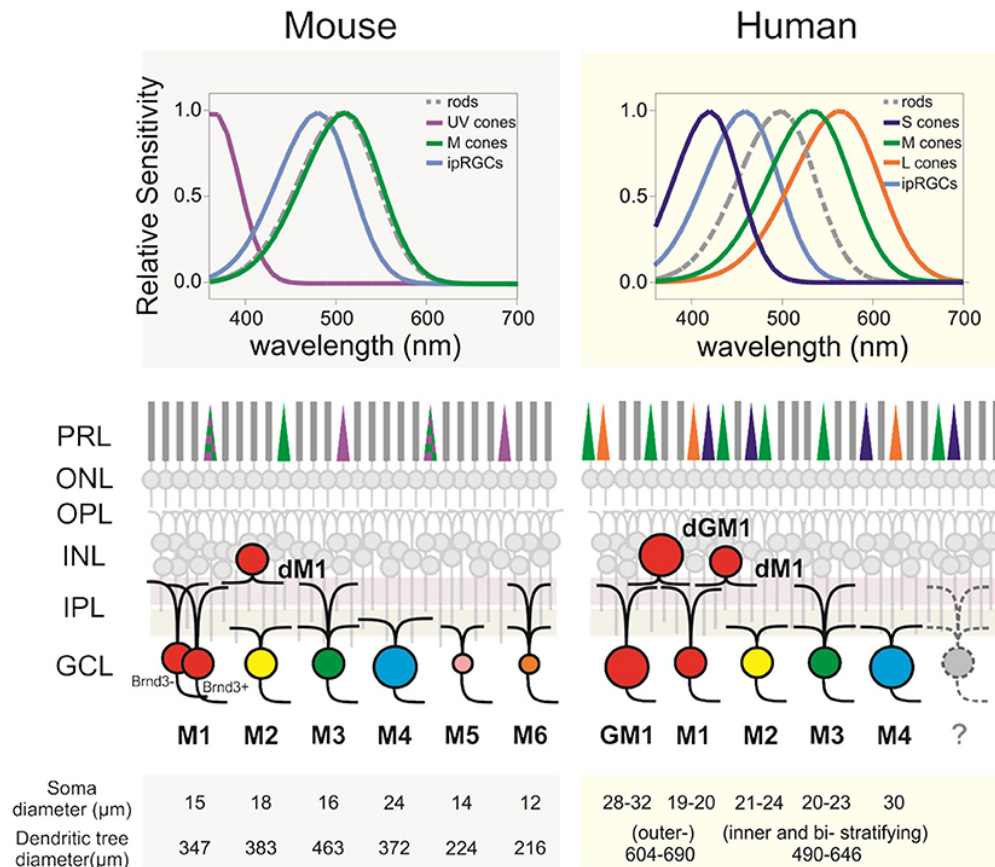 Mouse
Human
Relative Sensitivity
1.0
0.5
0.0
400 500 600 700
wavelength (nm)
rods
UV cones
M cones
ipRGCs
1.0
0.5
0.0
400 500 600 700
wavelength (nm)
rods
S cones
M cones
L cones
ipRGCs
PRL
ONL
OPL
INL
IPL
GCL
dM1
Brnd3-
Brnd3+
dGM1
dM1
M1 M2 M3 M4 M5 M6
GM1 M1 M2 M3 M4 ?
Soma
diameter (µm)
15 18 16 24 14 12
28-32 19-20 21-24 20-23 30
Dendritic tree
diameter(µm)
347 383 463 372 224 216
(outer-)
604-690
(inner and bi- stratifying)
490-646